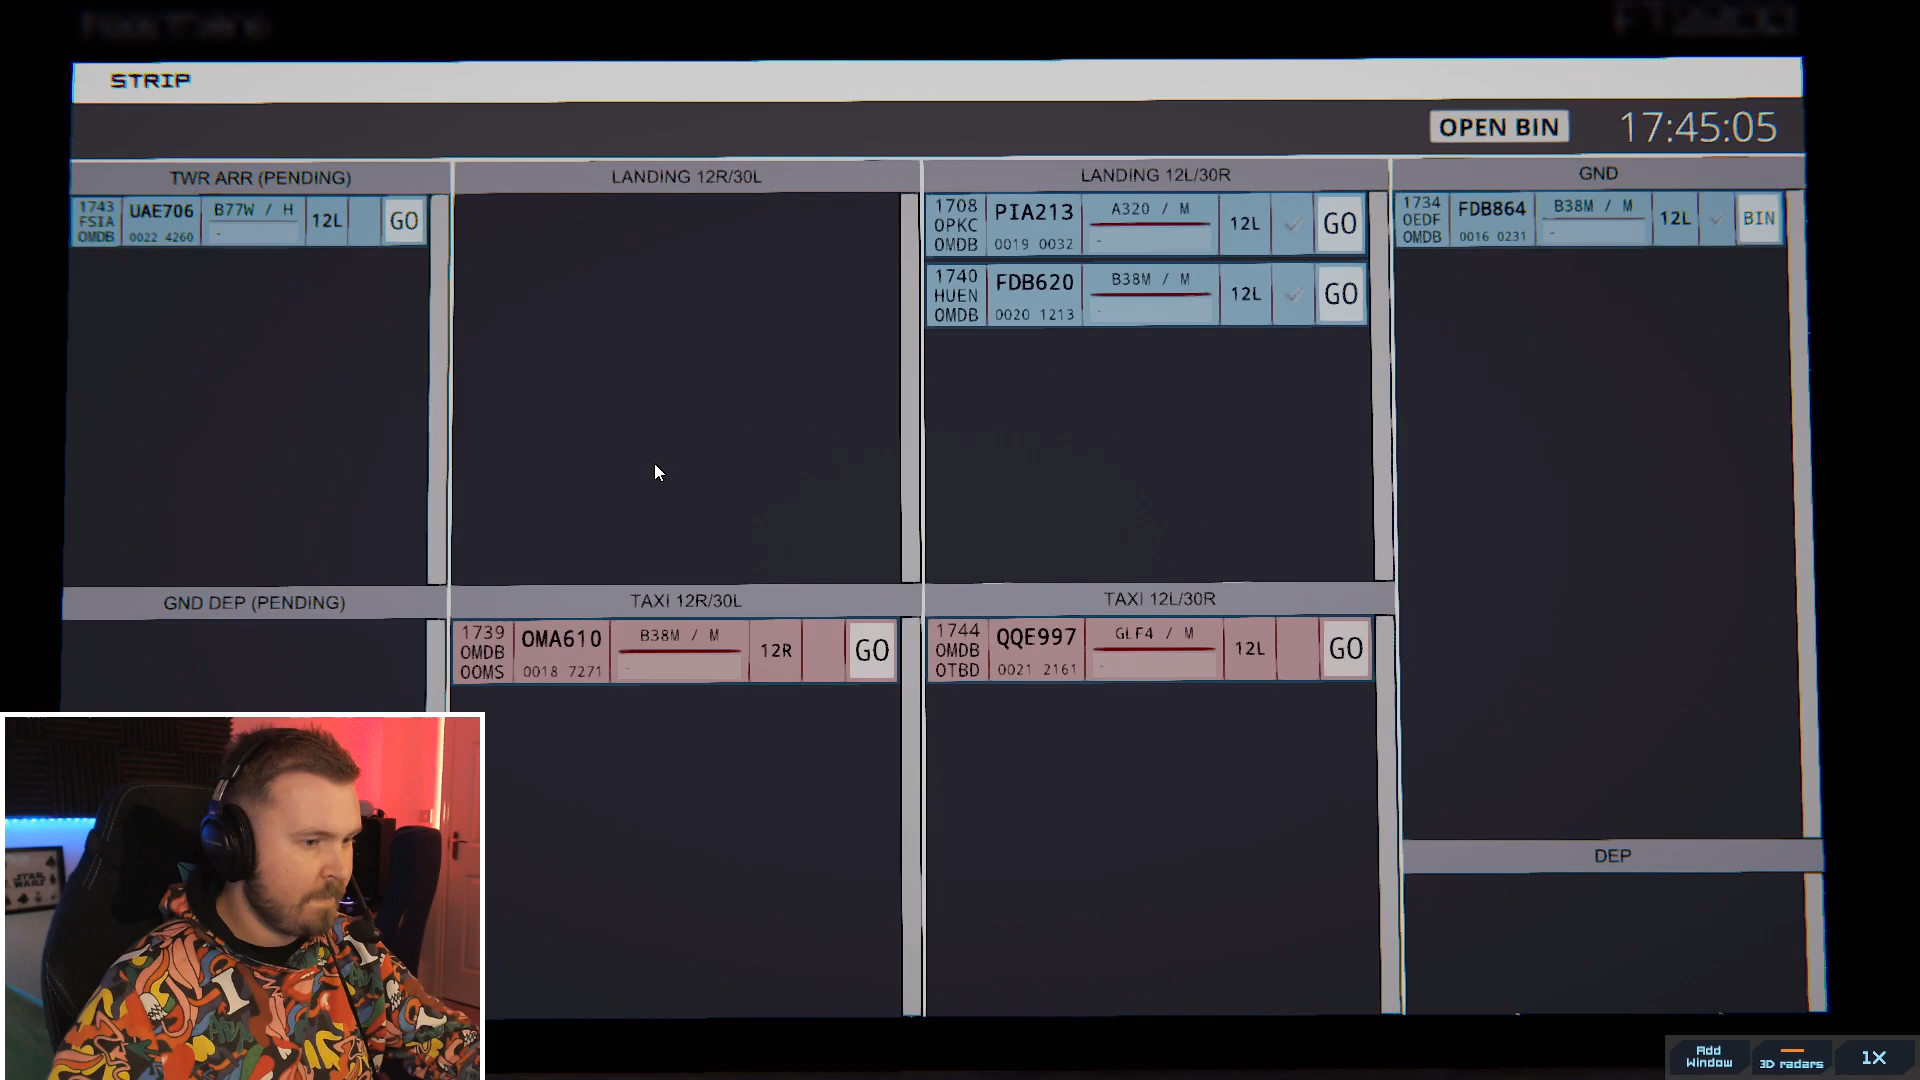 STRIP
OPEN BIN 17:45:05
TWR ARR (PENDING)
1743 UAE706 B77W / H
FSIA 12L GO
OMDB 0022 4260 -
LANDING 12R/30L
LANDING 12L/30R
1708 PIA213 A320 / M
OPKC 12L GO
OMDB 0019 0032 -
1740 FDB620 B38M / M
HUEN 12L GO
OMDB 0020 1213 -
GND
1734 FDB864 B38M / M
OEDF 12L BIN
OMDB 0016 0231 -
GND DEP (PENDING)
TAXI 12R/30L
1739 OMA610 B38M / M
OMDB 12R GO
OOMS 0018 7271 -
TAXI 12L/30R
1744 QQE997 GLF4 / M
OMDB 12L GO
OTBD 0021 2161 -
DEP
STAR
WARS
Add
Window
3D radars
1X